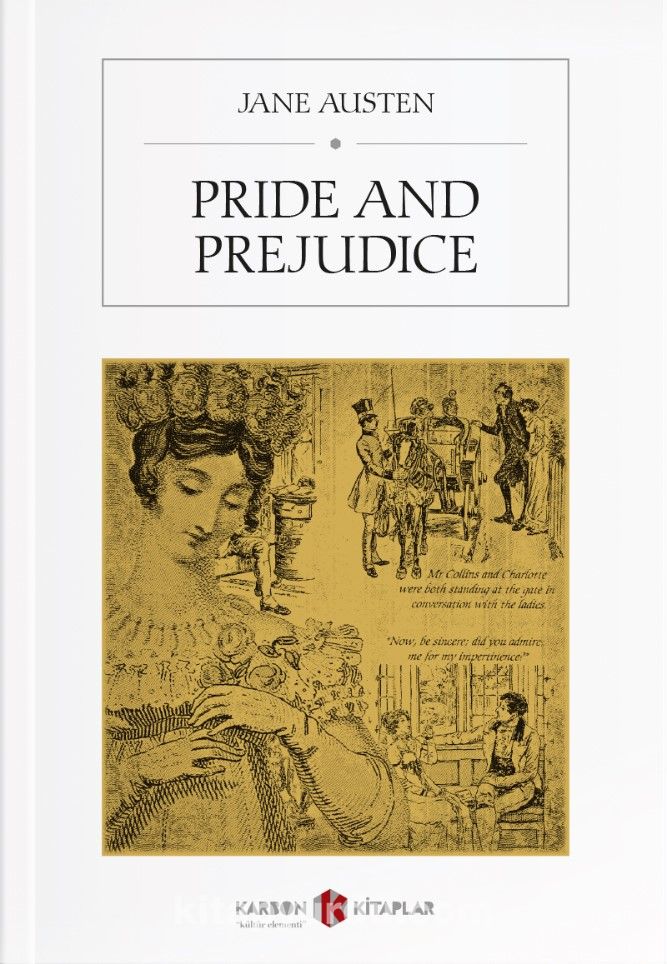 JANE AUSTEN
PRIDE AND
PREJUDICE
Mr Collins and Charlotte
were both standing at the gate in
conversation with the ladies.
"Now, be sincere; did you admire
me for my impertinence?"
KARBON KİTAPLAR
"kültür elementi"